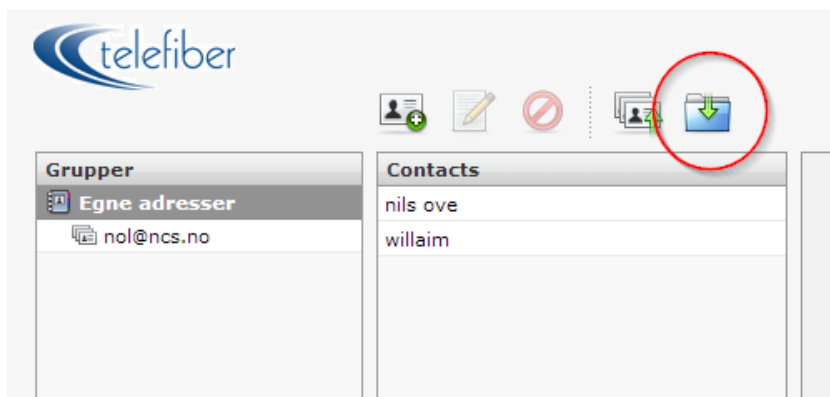 telefiber
Grupper
Contacts
Egne adresser
nils ove
nol@ncs.no
willaim